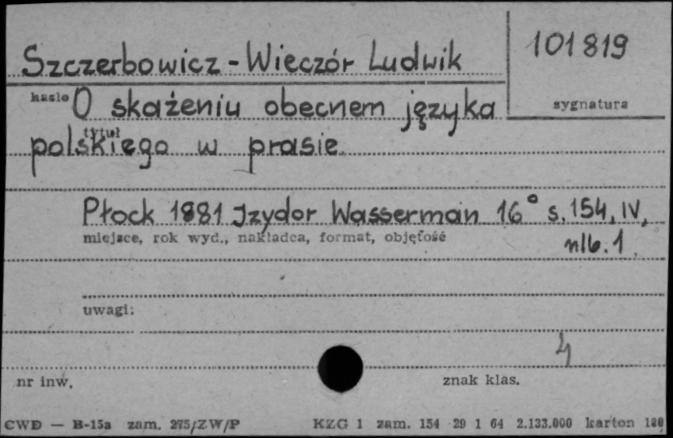 Szczerbowicz-Wieczór Ludwik
101819
hasło
sygnatura
O skażeniu obecnem języka
tytuł
polskiego w prasie
Płock 1881 Izydor Wasserman 16° s. 154, IV,
miejsce, rok wyd., nakładca, format, objętość
nlb. 1
uwagi:
4
nr inw.
znak klas.
CWD — B-15a zam. 275/ZW/P
KZG 1 zam. 154 29 1 64 2.133.000 karton